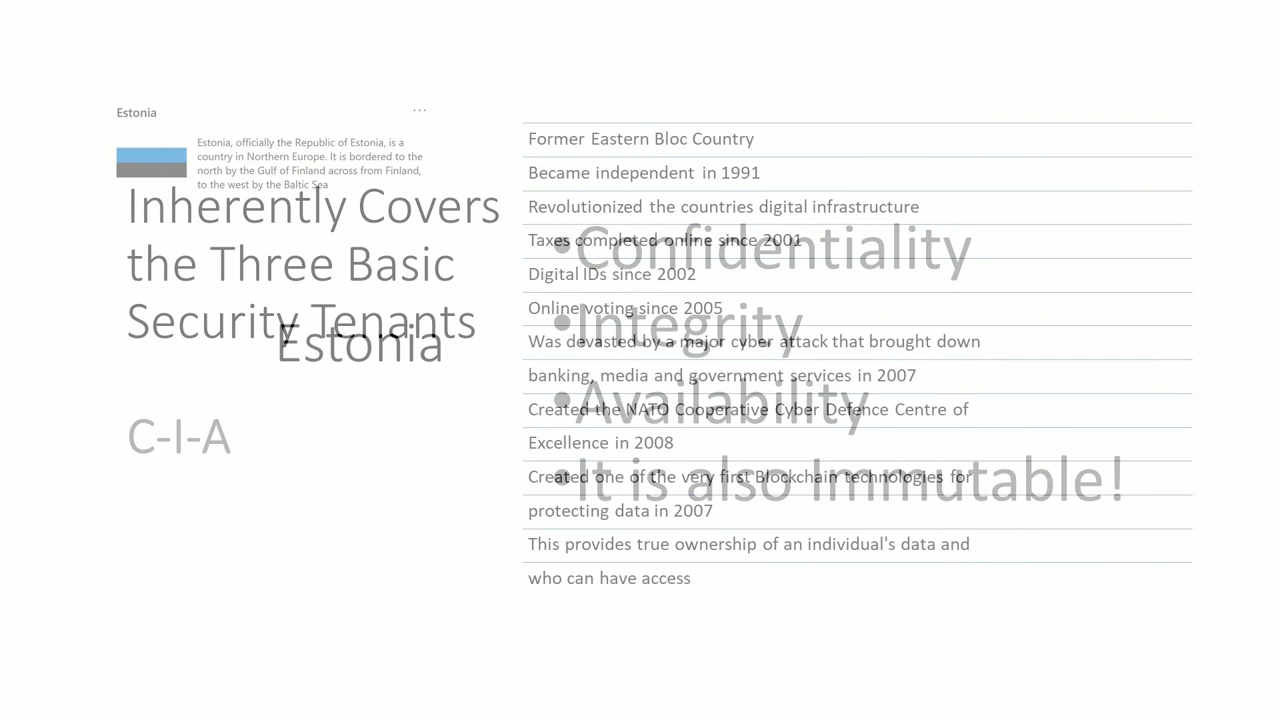 Estonia
...
Estonia, officially the Republic of Estonia, is a
country in Northern Europe. It is bordered to the
north by the Gulf of Finland across from Finland,
to the west by the Baltic Sea
Inherently Covers
the Three Basic
Security Tenants
Estonia
C-I-A
Former Eastern Bloc Country
Became independent in 1991
Revolutionized the countries digital infrastructure
Taxes completed online since 2001
Digital IDs since 2002
Online voting since 2005
Was devasted by a major cyber attack that brought down
banking, media and government services in 2007
Created the NATO Cooperative Cyber Defence Centre of
Excellence in 2008
Created one of the very first Blockchain technologies for
protecting data in 2007
This provides true ownership of an individual's data and
who can have access
•Confidentiality
•Integrity
•Availability
•It is also Immutable!